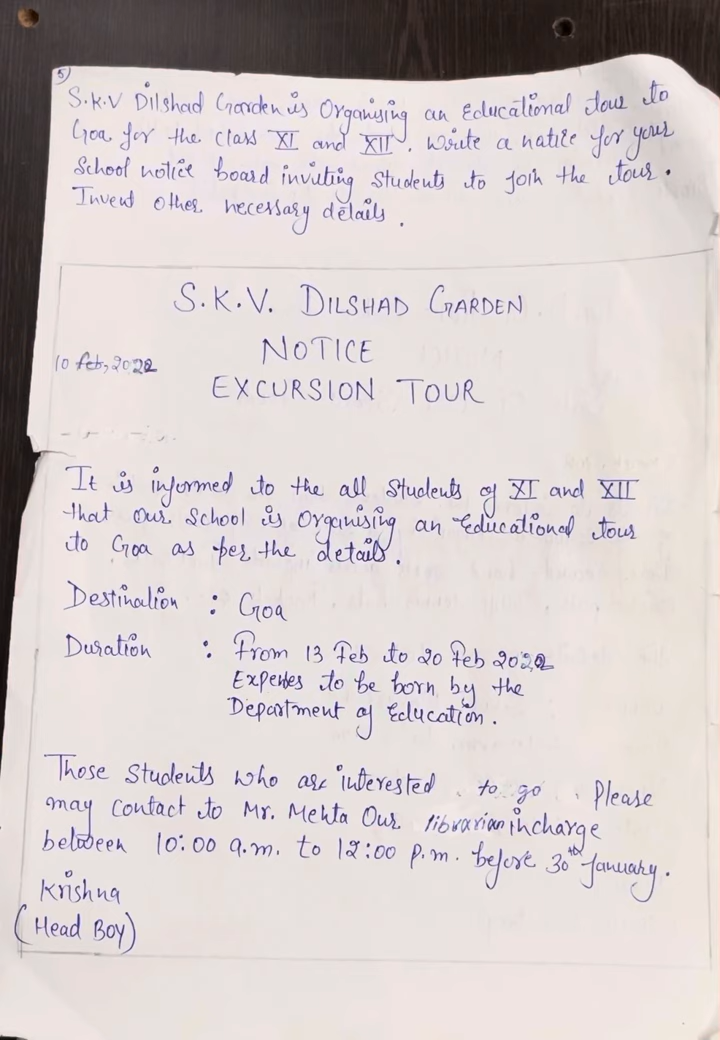 5
S.K.V Dilshad Garden is Organising an Educational tour to
Goa for the class XI and XII. Write a notice for your
School notice board inviting Students to join the tour.
Invent other necessary details.
S.K.V. DILSHAD GARDEN
NOTICE
10 feb, 2022
EXCURSION TOUR
It is informed to the all Students of XI and XII
that our School is Organising an Educational tour
to Goa as per the details.
Destination : Goa
Duration : From 13 Feb to 20 Feb 2022
Expenses to be born by the
Department of Education.
Those Students who are interested to go Please
may contact to Mr. Mehta Our librarian incharge
between 10:00 a.m. to 12:00 p.m. before 30th January.
Krishna
(Head Boy)